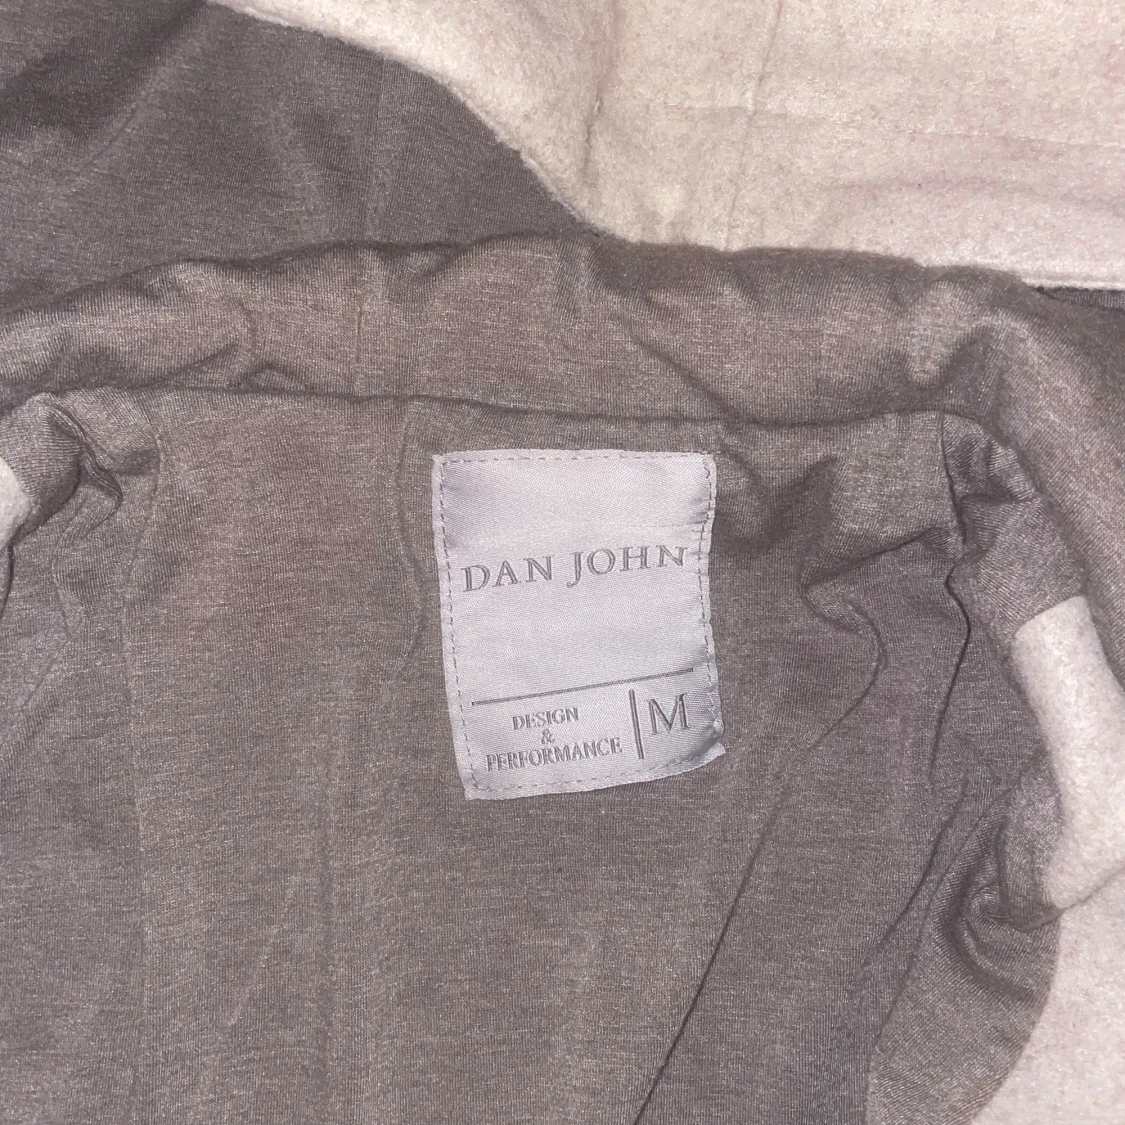 DAN JOHN
DESIGN
&
PERFORMANCE
M